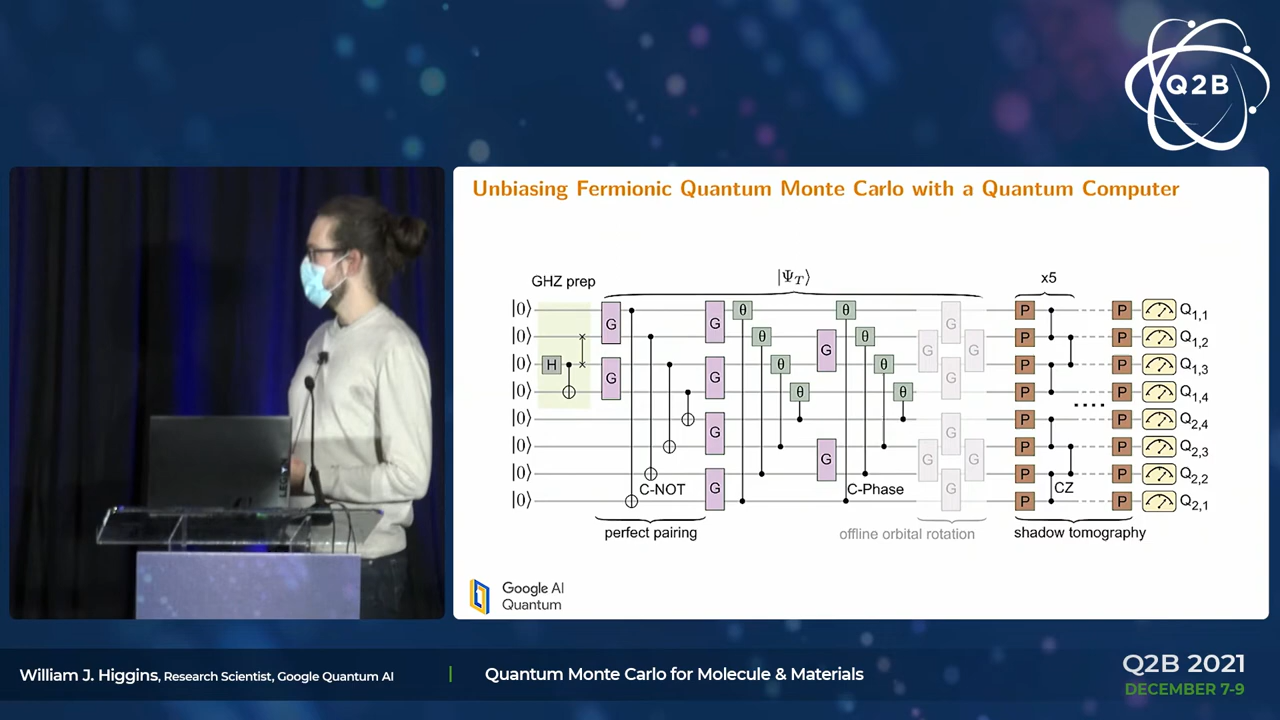 Q2B
Unbiasing Fermionic Quantum Monte Carlo with a Quantum Computer
GHZ prep
|Ψ_T⟩
x5
|0⟩ G G θ θ G P P Q1,1
|0⟩ θ G θ G G P P Q1,2
|0⟩ H G G θ θ G P P Q1,3
|0⟩ θ θ P P Q1,4
|0⟩ G G P P Q2,4
|0⟩ G G G P P Q2,3
|0⟩ G G P P Q2,2
C-NOT C-Phase CZ
|0⟩ P P Q2,1
perfect pairing
offline orbital rotation
shadow tomography
Google AI
Quantum
LEGION
William J. Higgins, Research Scientist, Google Quantum AI
Quantum Monte Carlo for Molecule & Materials
Q2B 2021
DECEMBER 7-9